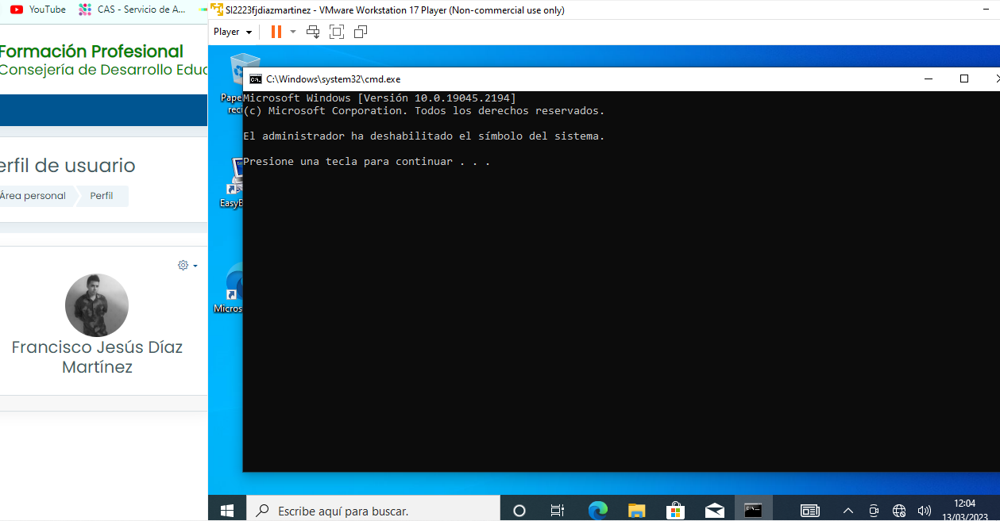 YouTube
CAS - Servicio de A...
SI2223fjdiazmartinez - VMware Workstation 17 Player (Non-commercial use only)
Player
Formación Profesional
Consejería de Desarrollo Educ
erfil de usuario
Área personal
Perfil
Francisco Jesús Díaz
Martínez
Pape
reci
EasyB
Micros
C:\Windows\system32\cmd.exe
Microsoft Windows [Versión 10.0.19045.2194]
(c) Microsoft Corporation. Todos los derechos reservados.
El administrador ha deshabilitado el símbolo del sistema.
Presione una tecla para continuar . . .
Escribe aquí para buscar.
12:04
13/03/2023